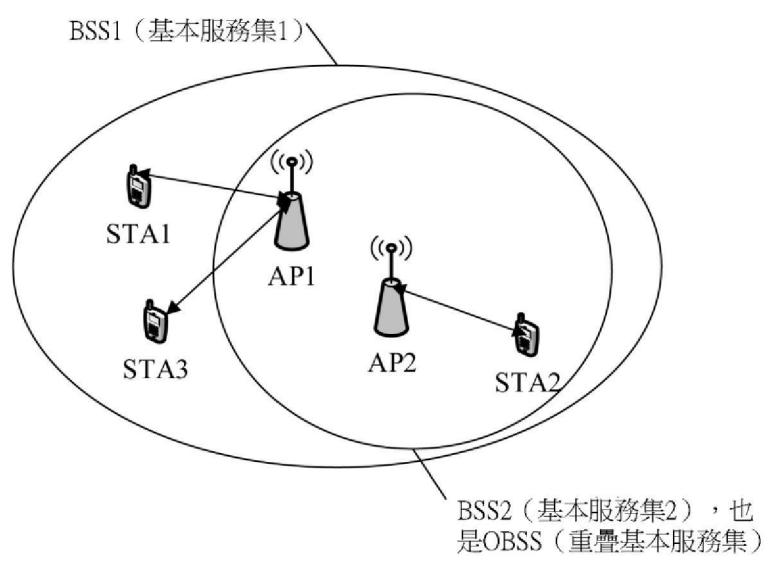 BSS1（基本服務集1）
STA1
AP1
STA3
AP2
STA2
BSS2（基本服務集2），也
是OBSS（重疊基本服務集）